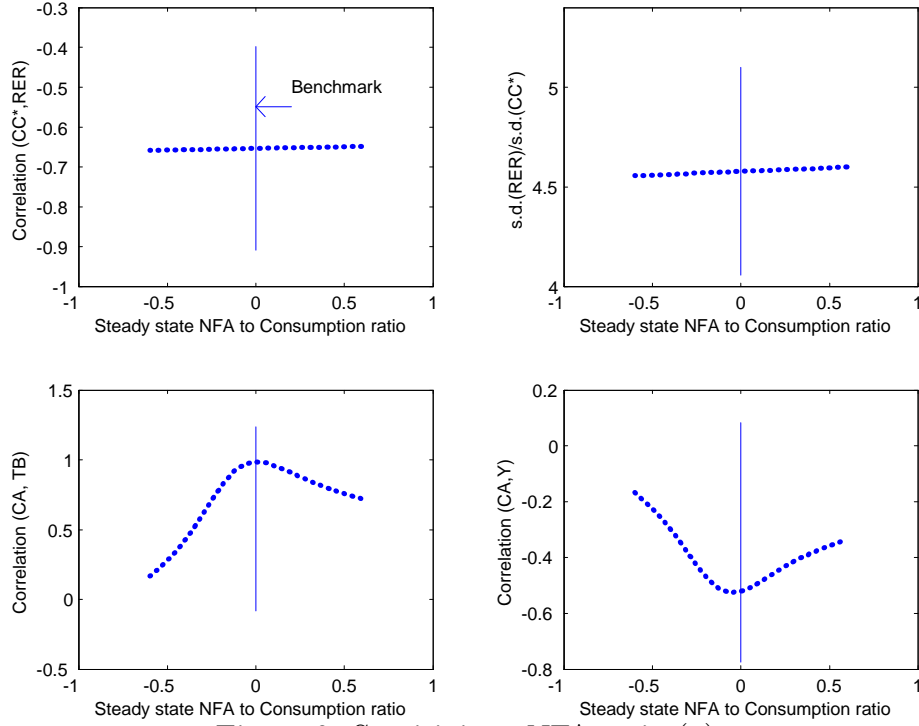 -0.3
-0.4
-0.5
-0.6
-0.7
-0.8
-0.9
-1
Correlation (CC*,RER)
Benchmark
-1 -0.5 0 0.5 1
Steady state NFA to Consumption ratio
5
4.5
4
s.d.(RER)/s.d.(CC*)
-1 -0.5 0 0.5 1
Steady state NFA to Consumption ratio
1.5
1
0.5
0
-0.5
Correlation (CA, TB)
-1 -0.5 0 0.5 1
Steady state NFA to Consumption ratio
0.2
0
-0.2
-0.4
-0.6
-0.8
Correlation (CA,Y)
-1 -0.5 0 0.5 1
Steady state NFA to Consumption ratio